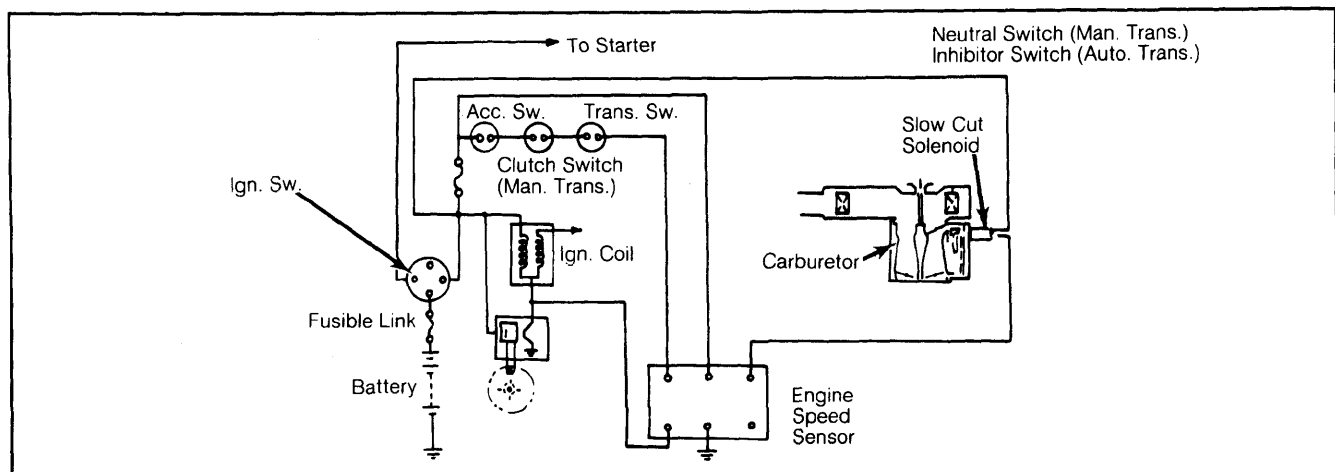 To Starter
Neutral Switch (Man. Trans.)
Inhibitor Switch (Auto. Trans.)
Acc. Sw.
Trans. Sw.
Slow Cut
Solenoid
Clutch Switch
(Man. Trans.)
Ign. Sw.
Ign. Coil
Carburetor
Fusible Link
Battery
Engine
Speed
Sensor